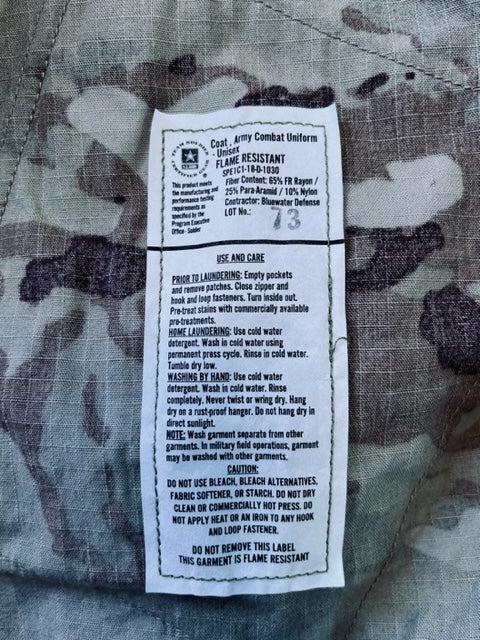 TEAM SOLDIER
CERTIFIED GEAR
This product meets
the manufacturing and
performance testing
requirements as
specified by the
Program Executive
Office- Soldier
Coat , Army Combat Uniform
- Unisex
FLAME RESISTANT
SPE1C1-18-D-1030
Fiber Content: 65% FR Rayon /
25% Para-Aramid / 10% Nylon
Contractor: Bluewater Defense
LOT No.: 73
USE AND CARE
PRIOR TO LAUNDERING: Empty pockets
and remove patches. Close zipper and
hook and loop fasteners. Turn inside out.
Pre-treat stains with commercially available
pre-treatments.
HOME LAUNDERING: Use cold water
detergent. Wash in cold water using
permanent press cycle. Rinse in cold water.
Tumble dry low.
WASHING BY HAND: Use cold water
detergent. Wash in cold water. Rinse
completely. Never twist or wring dry. Hang
dry on a rust-proof hanger. Do not hang dry in
direct sunlight.
NOTE: Wash garment separate from other
garments. In military field operations, garment
may be washed with other garments.
CAUTION:
DO NOT USE BLEACH, BLEACH ALTERNATIVES,
FABRIC SOFTENER, OR STARCH. DO NOT DRY
CLEAN OR COMMERCIALLY HOT PRESS. DO
NOT APPLY HEAT OR AN IRON TO ANY HOOK
AND LOOP FASTENER.
DO NOT REMOVE THIS LABEL
THIS GARMENT IS FLAME RESISTANT